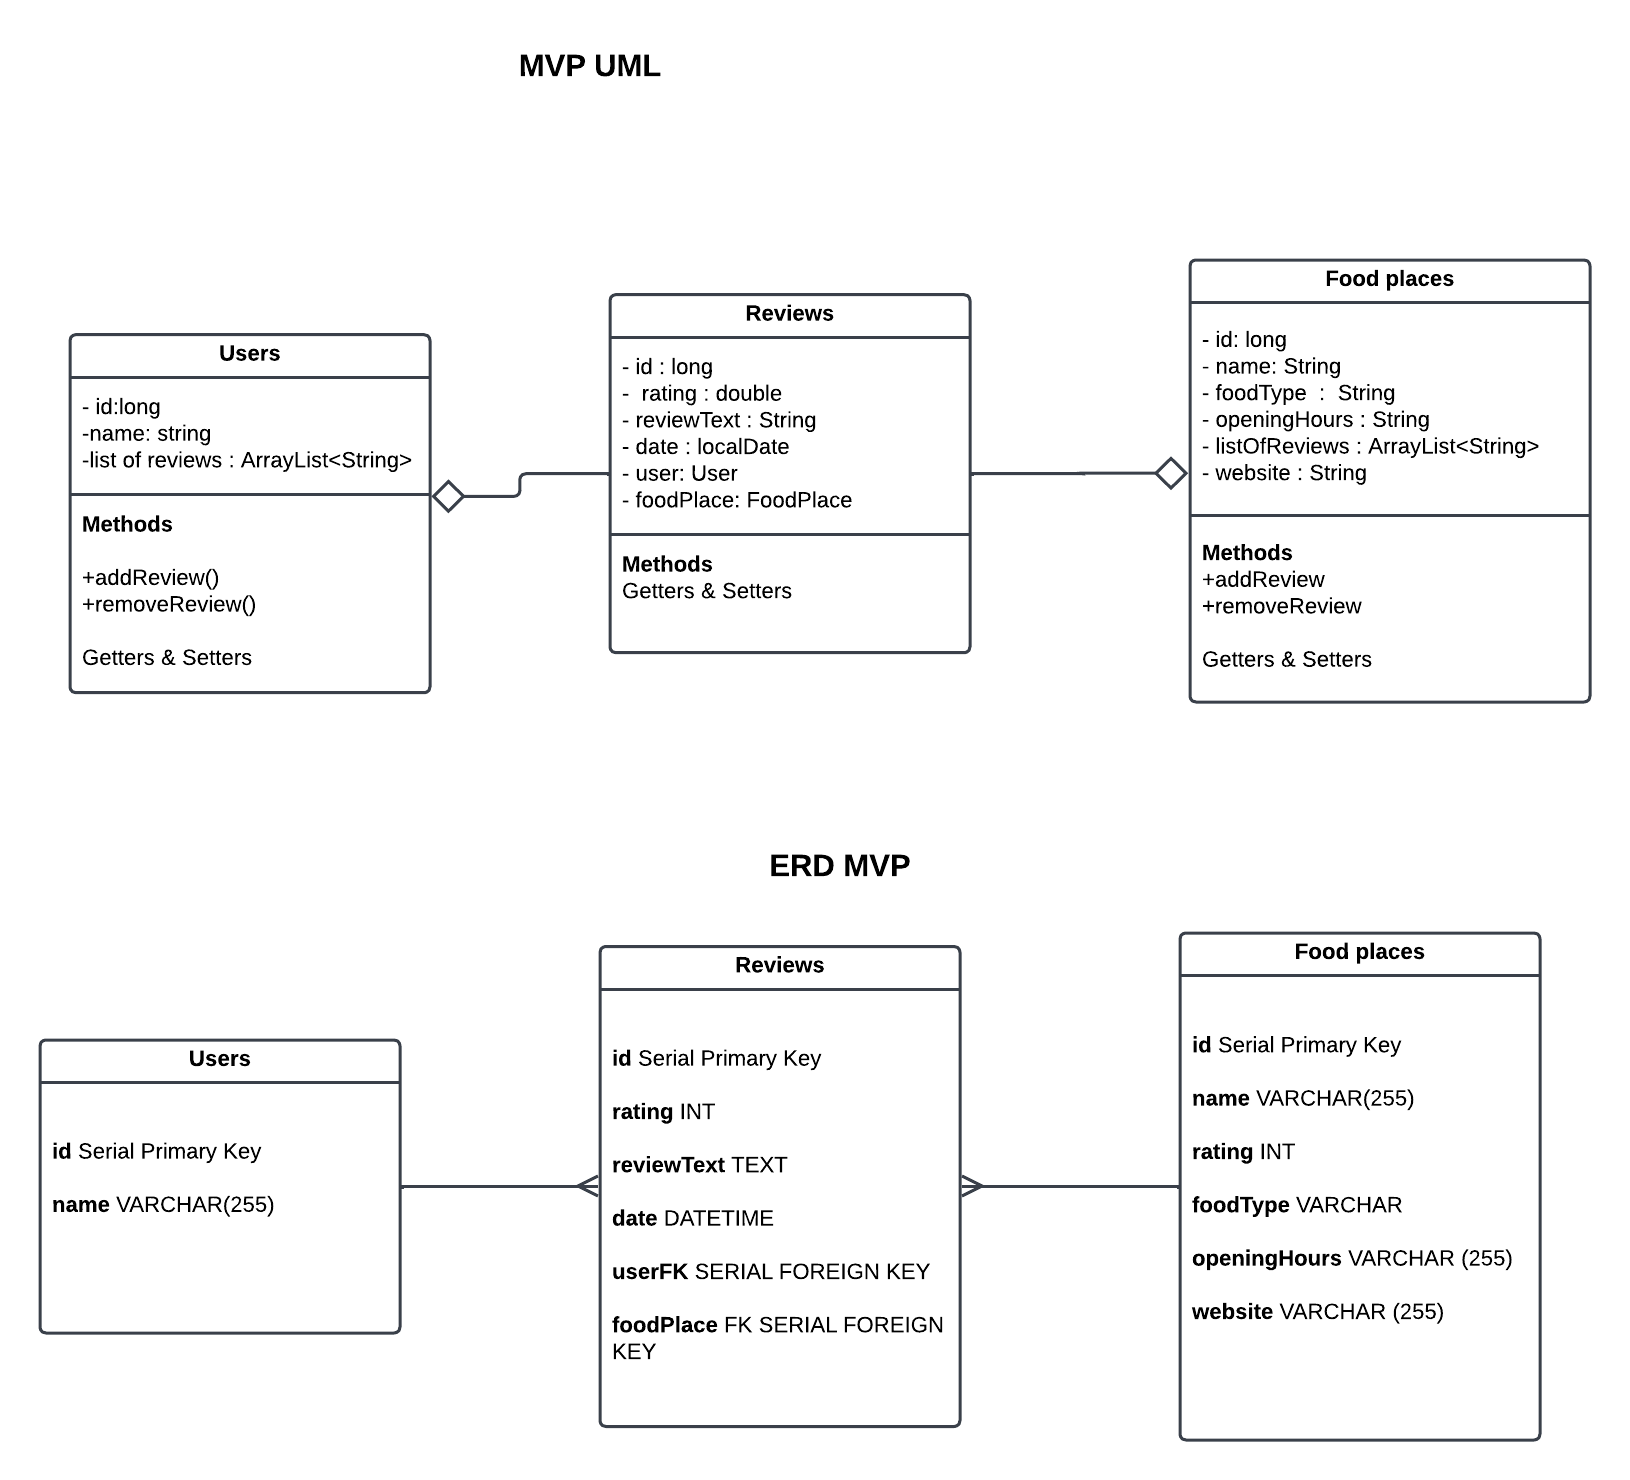 MVP UML
Users
- id:long
-name: string
-list of reviews : ArrayList<String>
Methods
+addReview()
+removeReview()
Getters & Setters
Reviews
- id : long
-  rating : double
- reviewText : String
- date : localDate
- user: User
- foodPlace: FoodPlace
Methods
Getters & Setters
Food places
- id: long
- name: String
- foodType  :  String
- openingHours : String
- listOfReviews : ArrayList<String>
- website : String
Methods
+addReview
+removeReview
Getters & Setters
ERD MVP
Users
id Serial Primary Key
name VARCHAR(255)
Reviews
id Serial Primary Key
rating INT
reviewText TEXT
date DATETIME
userFK SERIAL FOREIGN KEY
foodPlace FK SERIAL FOREIGN
KEY
Food places
id Serial Primary Key
name VARCHAR(255)
rating INT
foodType VARCHAR
openingHours VARCHAR (255)
website VARCHAR (255)